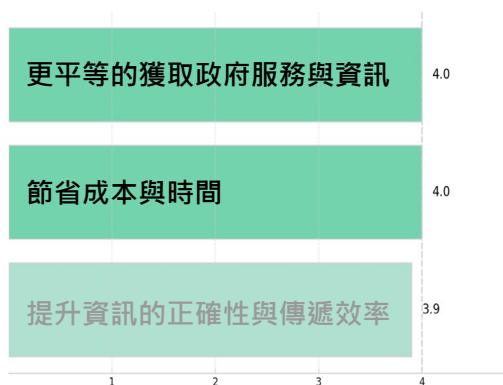 更平等的獲取政府服務與資訊 4.0
節省成本與時間 4.0
提升資訊的正確性與傳遞效率 3.9
1 2 3 4